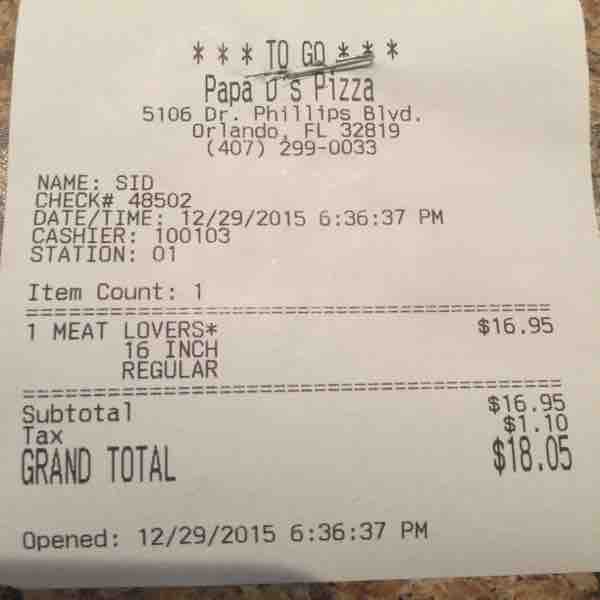 * * * TO GO * * *
Papa D's Pizza
5106 Dr. Phillips Blvd.
Orlando, FL 32819
(407) 299-0033
NAME: SID
CHECK# 48502
DATE/TIME: 12/29/2015 6:36:37 PM
CASHIER: 100103
STATION: 01
Item Count: 1
==================================================
1 MEAT LOVERS* $16.95
16 INCH
REGULAR
==================================================
Subtotal $16.95
Tax $1.10
GRAND TOTAL $18.05
Opened: 12/29/2015 6:36:37 PM